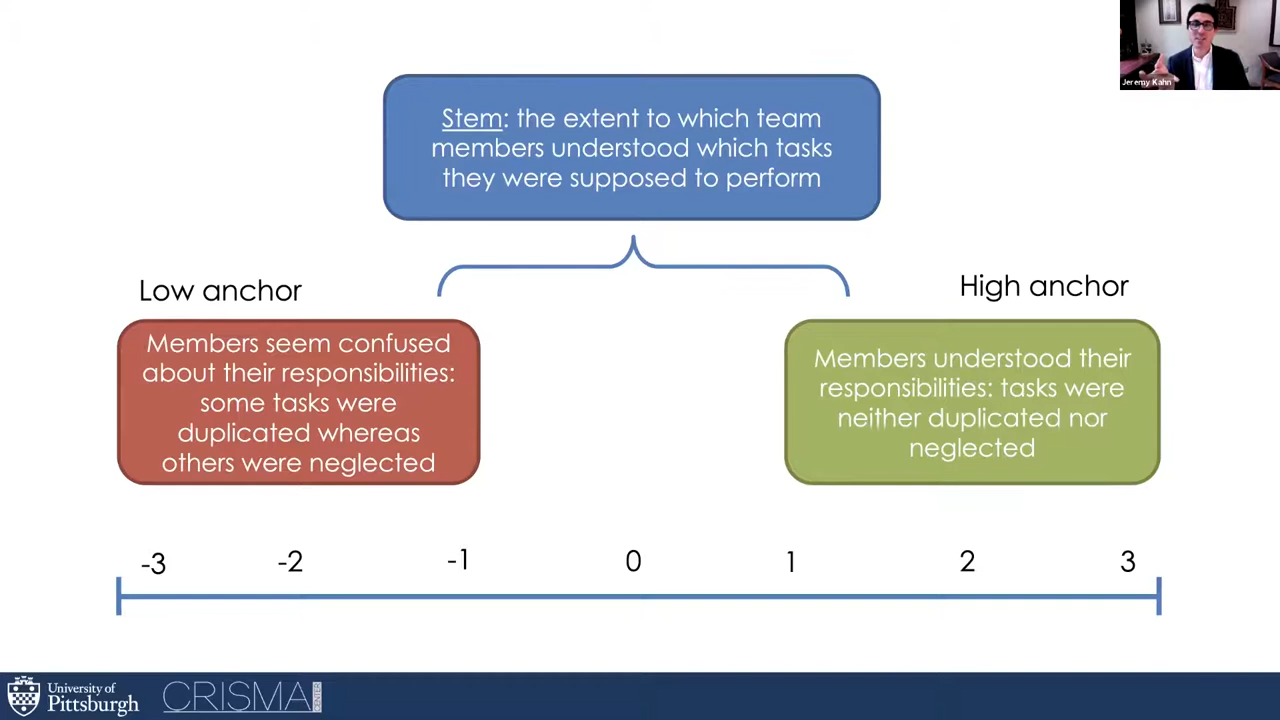 Jeremy Kahn
Stem: the extent to which team
members understood which tasks
they were supposed to perform
Low anchor
High anchor
Members seem confused
about their responsibilities:
some tasks were
duplicated whereas
others were neglected
Members understood their
responsibilities: tasks were
neither duplicated nor
neglected
-3 -2 -1 0 1 2 3
University of
Pittsburgh
CRISMA
CENTER